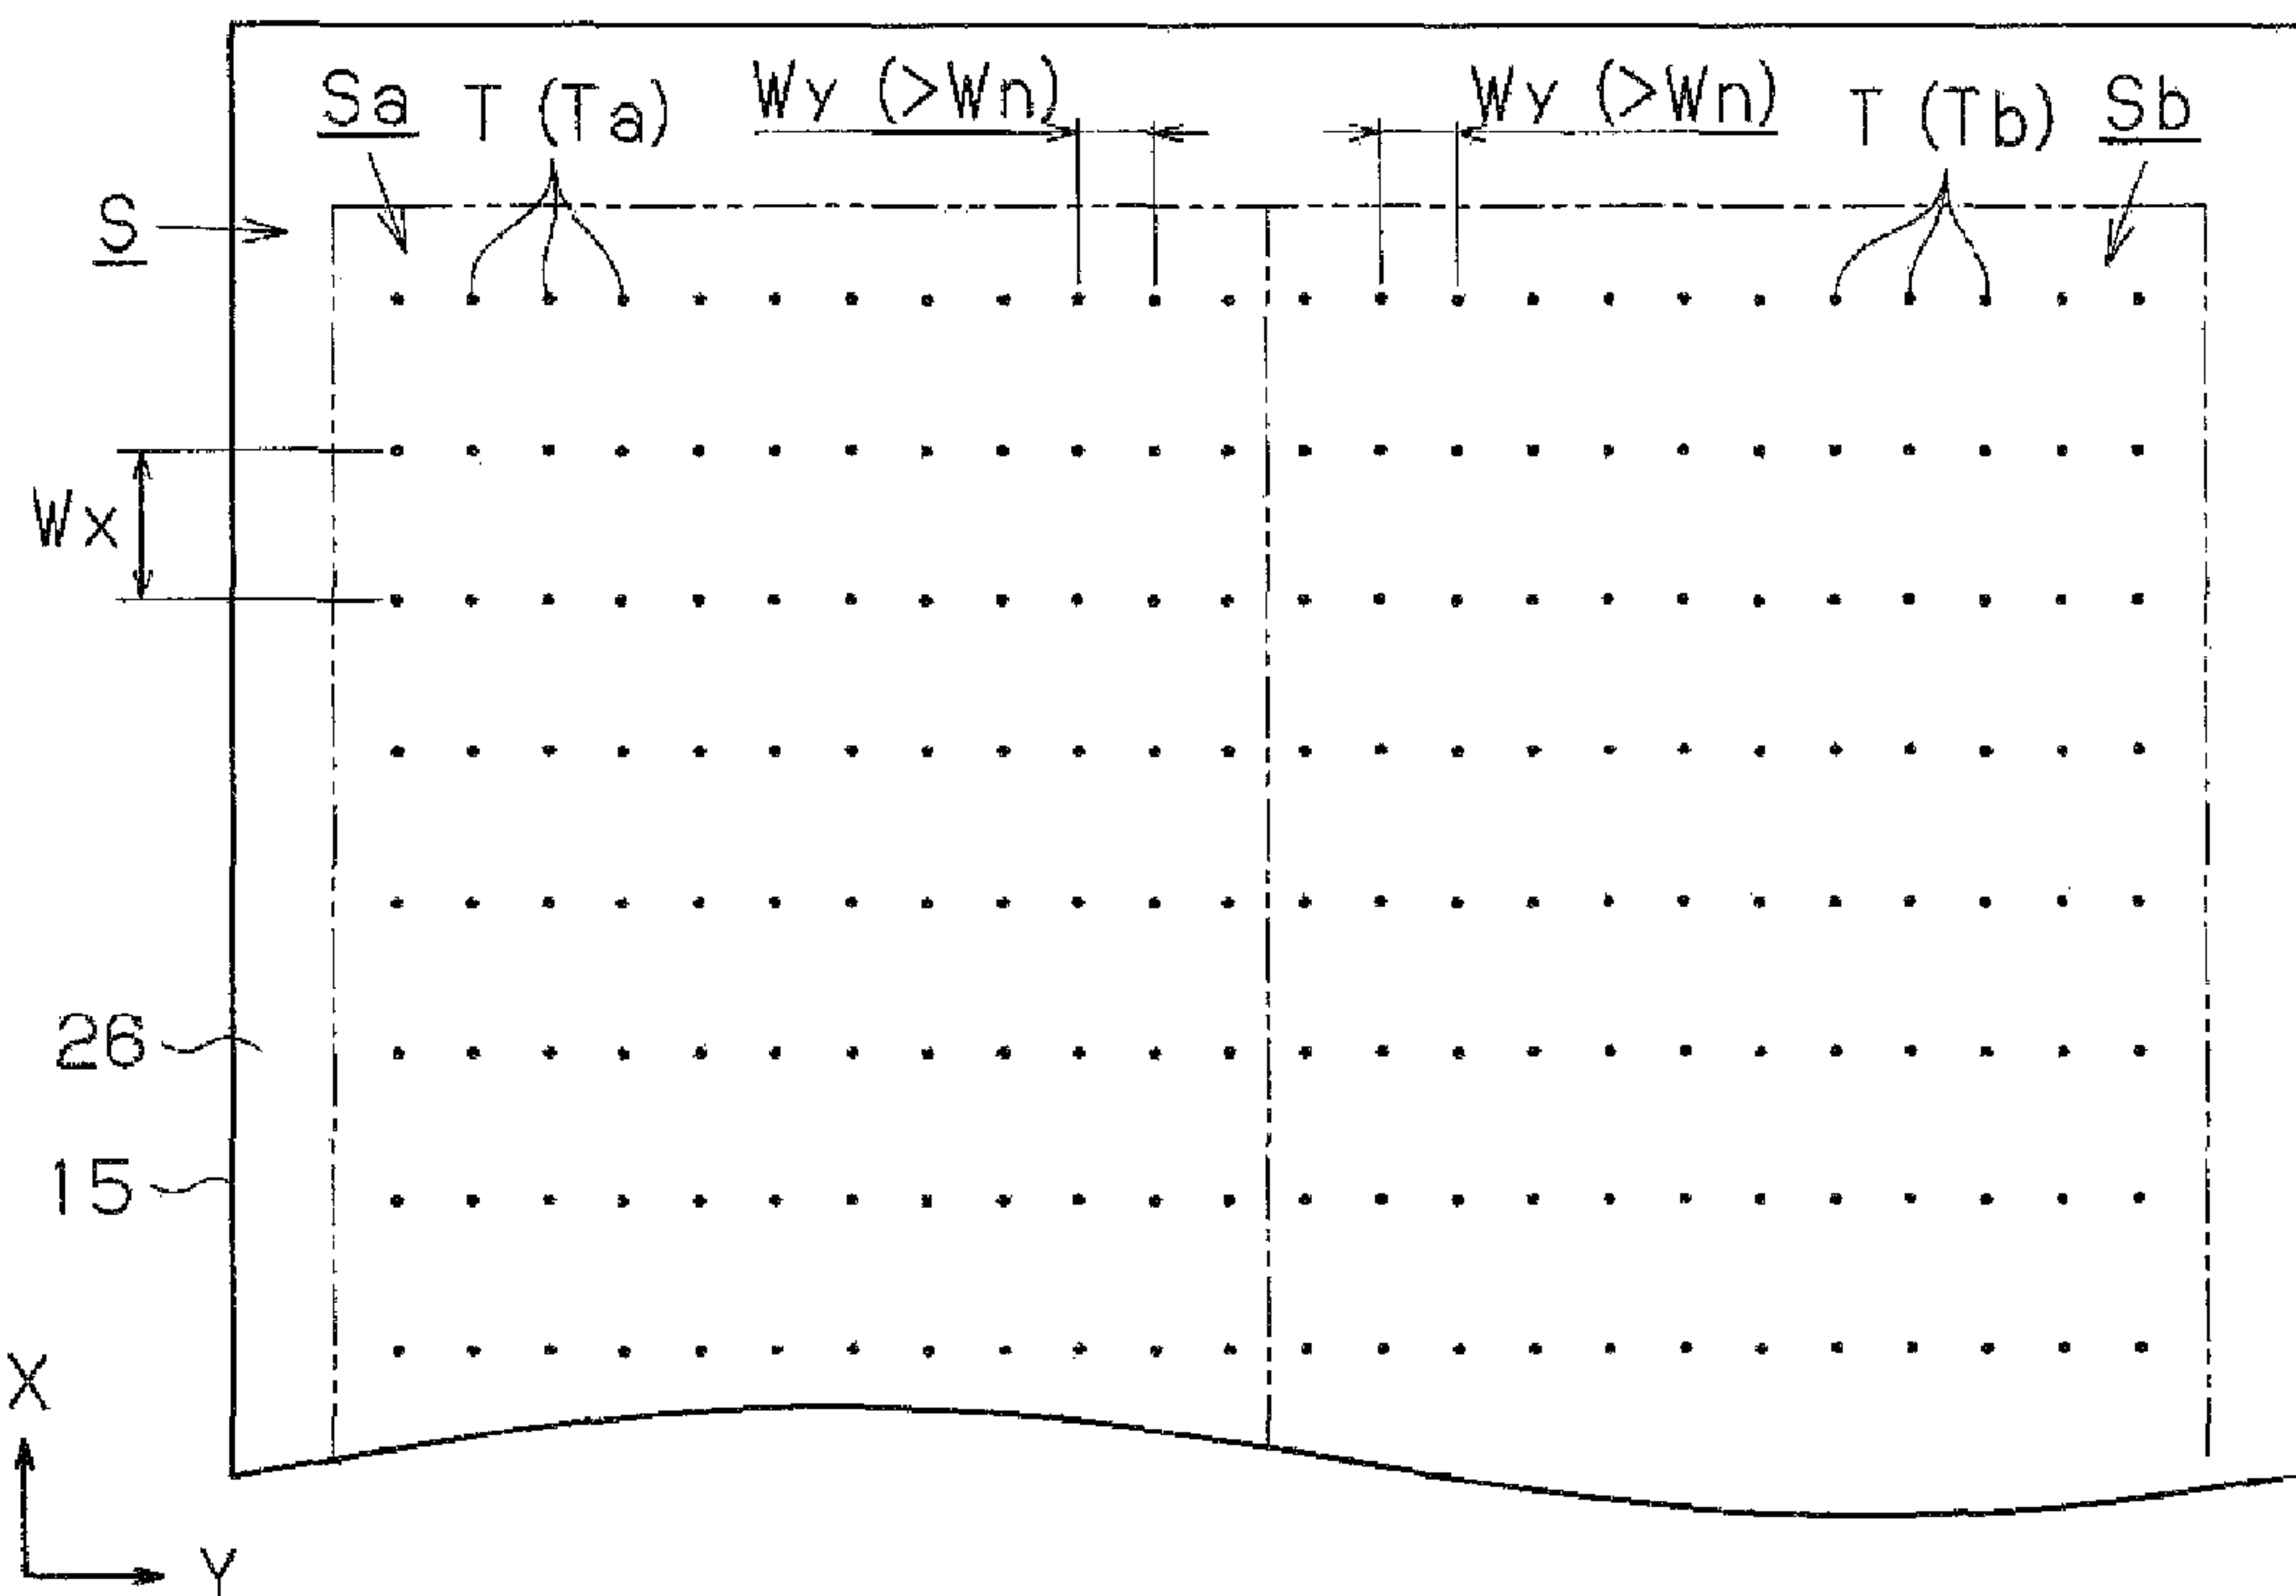 Sa T (Ta) Wy (>Wn) Wy (>Wn) T (Tb) Sb
S
Wx
26
15
X
Y